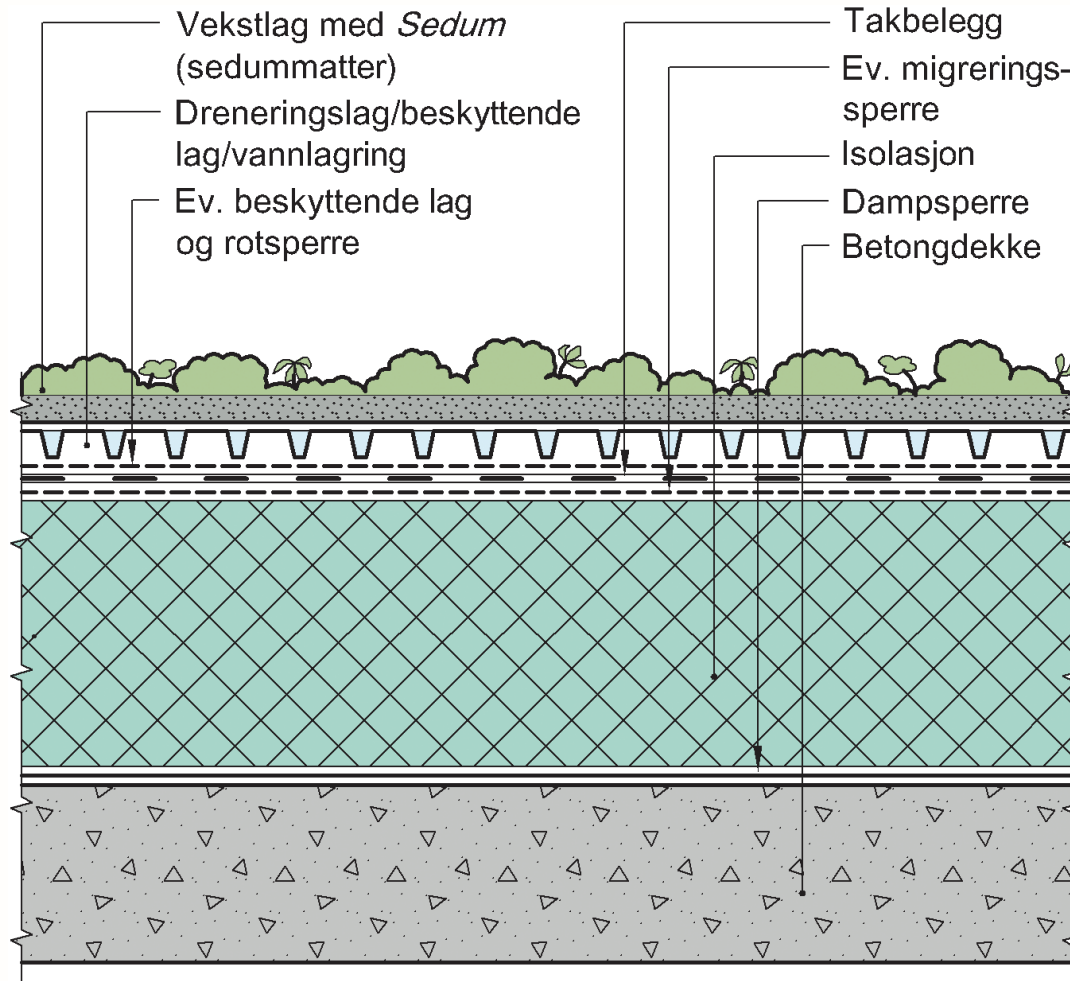 Vekstlag med Sedum
(sedummatter)
Dreneringslag/beskyttende
lag/vannlagring
Ev. beskyttende lag
og rotsperre
Takbelegg
Ev. migrerings-
sperre
Isolasjon
Dampsperre
Betongdekke